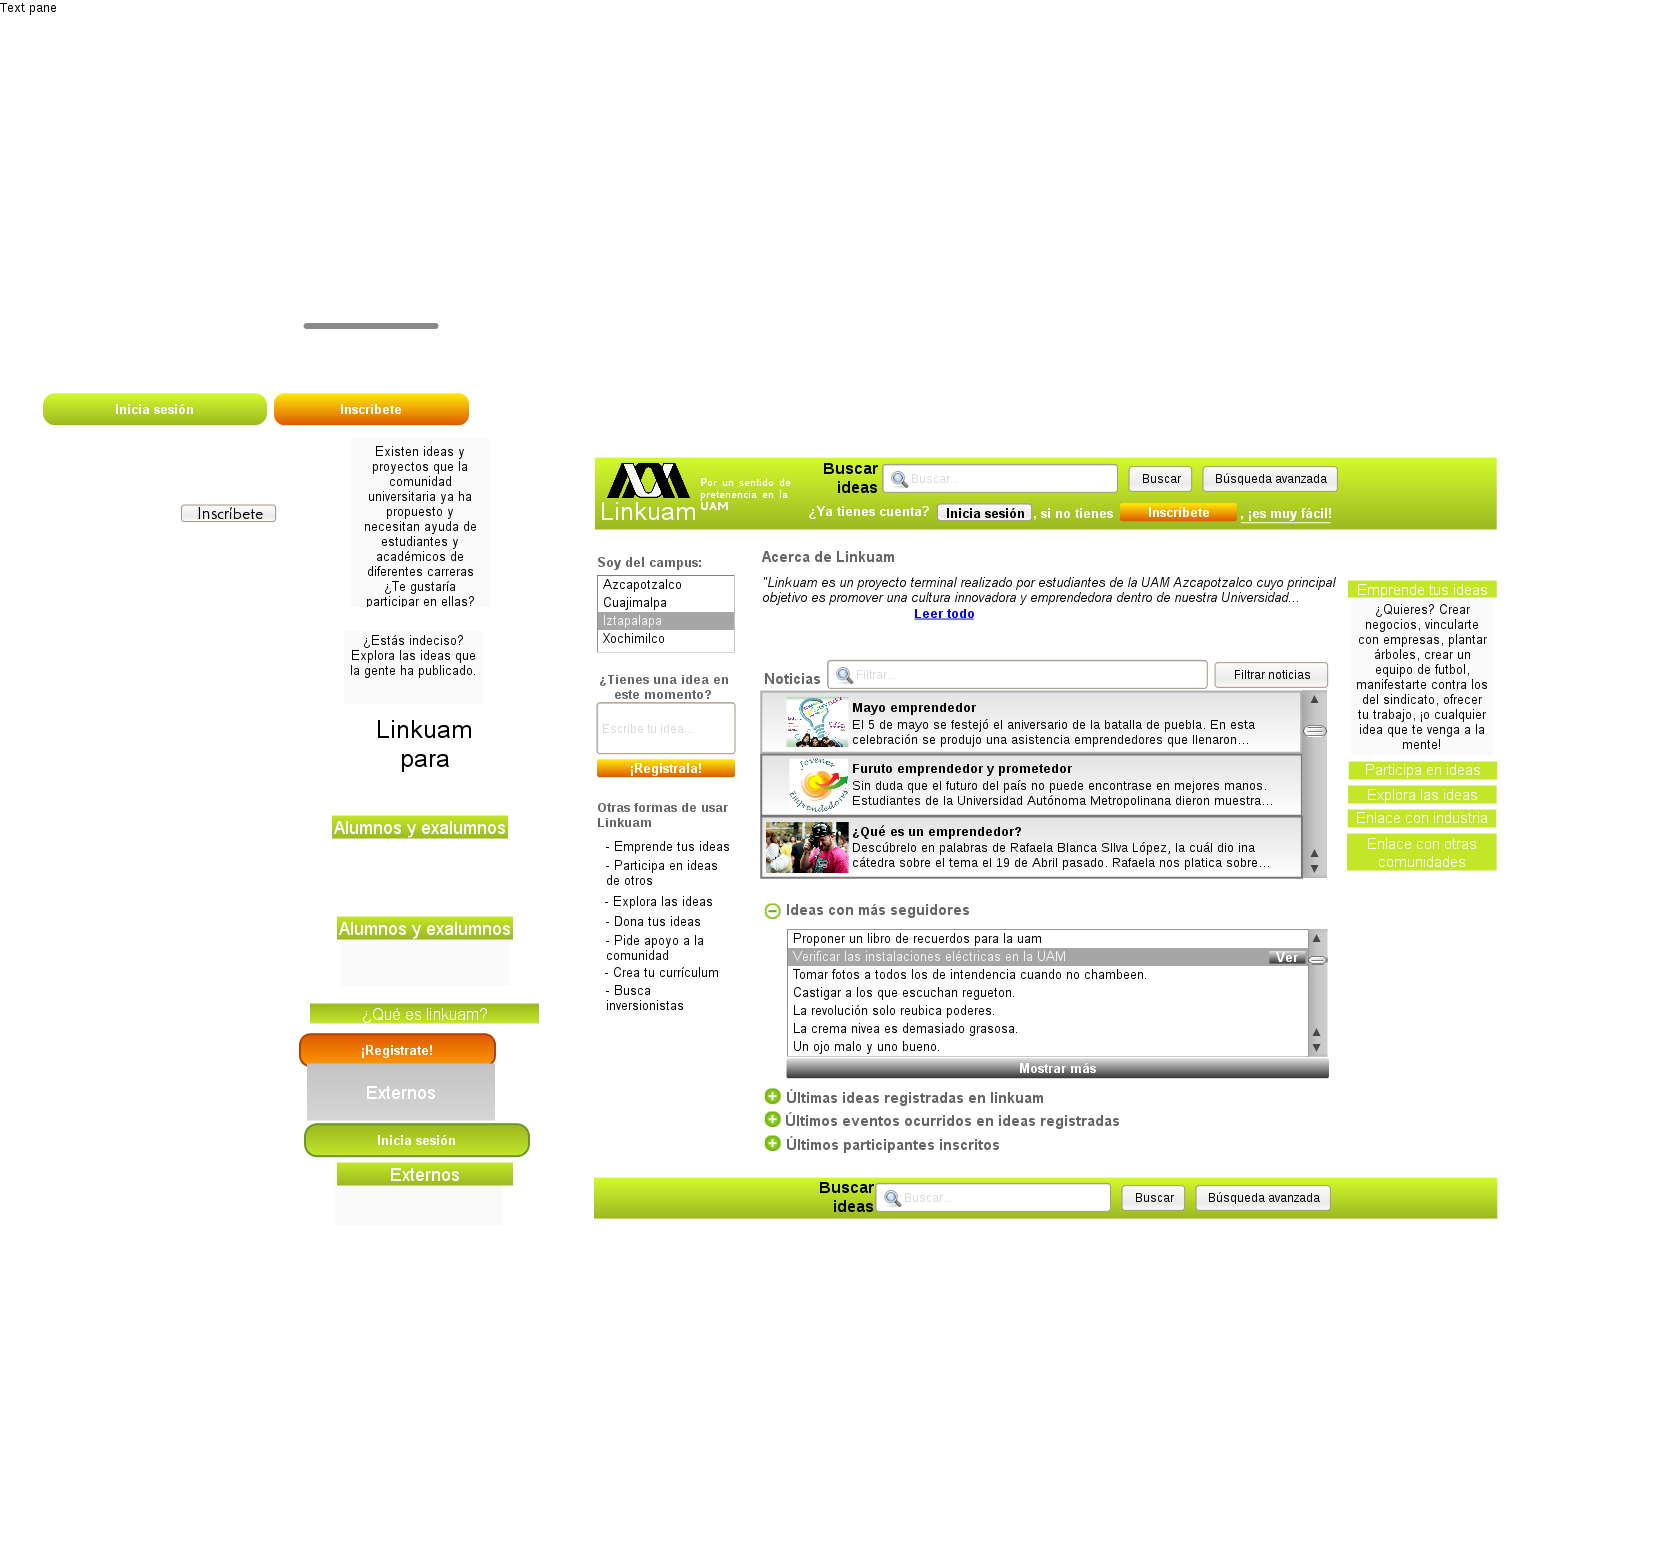 Text pane
Inicia sesión
Inscríbete
Existen ideas y
proyectos que la
comunidad
universitaria ya ha
propuesto y
necesitan ayuda de
estudiantes y
académicos de
diferentes carreras
¿Te gustaría
participar en ellas?
Inscríbete
¿Estás indeciso?
Explora las ideas que
la gente ha publicado.
Linkuam
para
Alumnos y exalumnos
Alumnos y exalumnos
¿Qué es linkuam?
¡Registrate!
Externos
Inicia sesión
Externos
Linkuam
Por un sentido de
pretenencia en la
UAM
Buscar
ideas
Buscar...
Buscar
Búsqueda avanzada
¿Ya tienes cuenta?
Inicia sesión
, si no tienes
Inscríbete
, ¡es muy fácil!
Soy del campus:
Azcapotzalco
Cuajimalpa
Iztapalapa
Xochimilco
¿Tienes una idea en
este momento?
Escribe tu idea...
¡Registrala!
Otras formas de usar
Linkuam
- Emprende tus ideas
- Participa en ideas
de otros
- Explora las ideas
- Dona tus ideas
- Pide apoyo a la
comunidad
- Crea tu currículum
- Busca
inversionistas
Acerca de Linkuam
"Linkuam es un proyecto terminal realizado por estudiantes de la UAM Azcapotzalco cuyo principal
objetivo es promover una cultura innovadora y emprendedora dentro de nuestra Universidad...
Leer todo
Noticias
Filtrar...
Filtrar noticias
Mayo emprendedor
El 5 de mayo se festejó el aniversario de la batalla de puebla. En esta
celebración se produjo una asistencia emprendedores que llenaron...
Jóvenes
Emprendedores
Furuto emprendedor y prometedor
Sin duda que el futuro del país no puede encontrase en mejores manos.
Estudiantes de la Universidad Autónoma Metropolinana dieron muestra...
¿Qué es un emprendedor?
Descúbrelo en palabras de Rafaela Blanca SIlva López, la cuál dio ina
cátedra sobre el tema el 19 de Abril pasado. Rafaela nos platica sobre...
Ideas con más seguidores
Proponer un libro de recuerdos para la uam
Verificar las instalaciones eléctricas en la UAM
Ver
Tomar fotos a todos los de intendencia cuando no chambeen.
Castigar a los que escuchan regueton.
La revolución solo reubica poderes.
La crema nivea es demasiado grasosa.
Un ojo malo y uno bueno.
Mostrar más
Últimas ideas registradas en linkuam
Últimos eventos ocurridos en ideas registradas
Últimos participantes inscritos
Emprende tus ideas
¿Quieres? Crear
negocios, vincularte
con empresas, plantar
árboles, crear un
equipo de futbol,
manifestarte contra los
del sindicato, ofrecer
tu trabajo, ¡o cualquier
idea que te venga a la
mente!
Participa en ideas
Explora las ideas
Enlace con industria
Enlace con otras
comunidades
Buscar
ideas
Buscar...
Buscar
Búsqueda avanzada